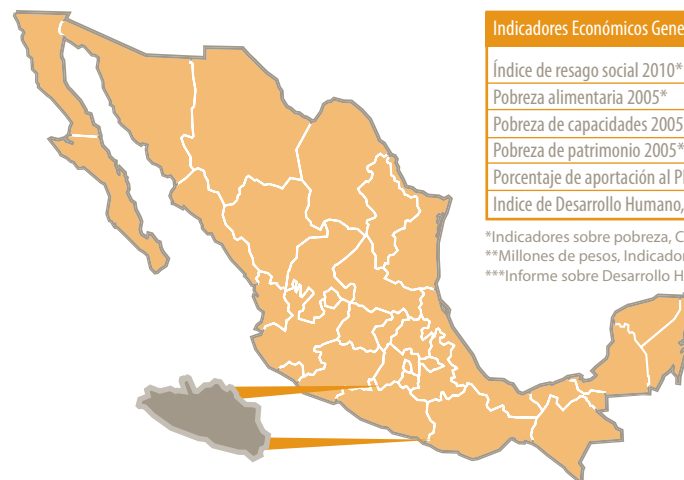 Indicadores Económicos Gene
Índice de resago social 2010*
Pobreza alimentaria 2005*
Pobreza de capacidades 2005
Pobreza de patrimonio 2005*
Porcentaje de aportación al P
Indice de Desarrollo Humano,
*Indicadores sobre pobreza, C
**Millones de pesos, Indicador
***Informe sobre Desarrollo H